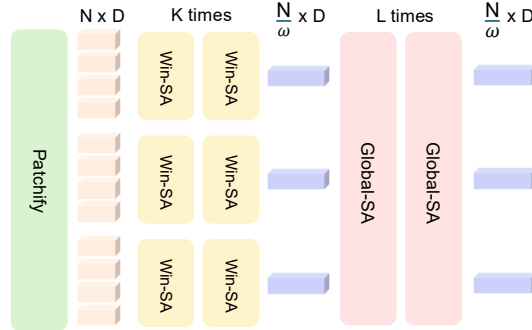 N x D
K times
N/ω x D
L times
N/ω x D
Patchify
Win-SA
Win-SA
Win-SA
Win-SA
Win-SA
Win-SA
Global-SA
Global-SA